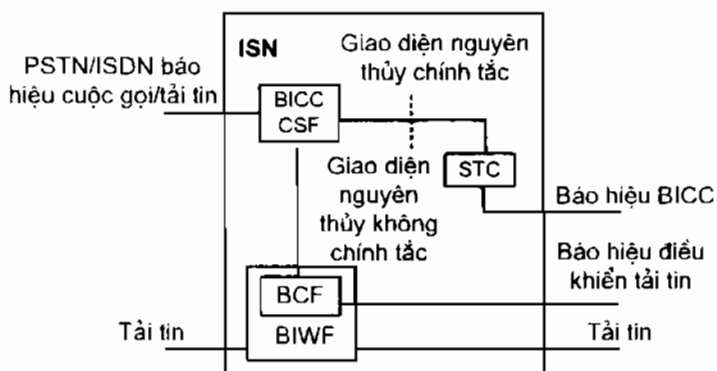 ISN
Giao diện nguyên
thủy chính tắc
PSTN/ISDN báo
hiệu cuộc gọi/tải tin
BICC
CSF
Giao diện
nguyên
thủy không
chính tắc
STC
Báo hiệu BICC
Báo hiệu điều
khiển tải tin
BCF
BIWF
Tải tin
Tải tin